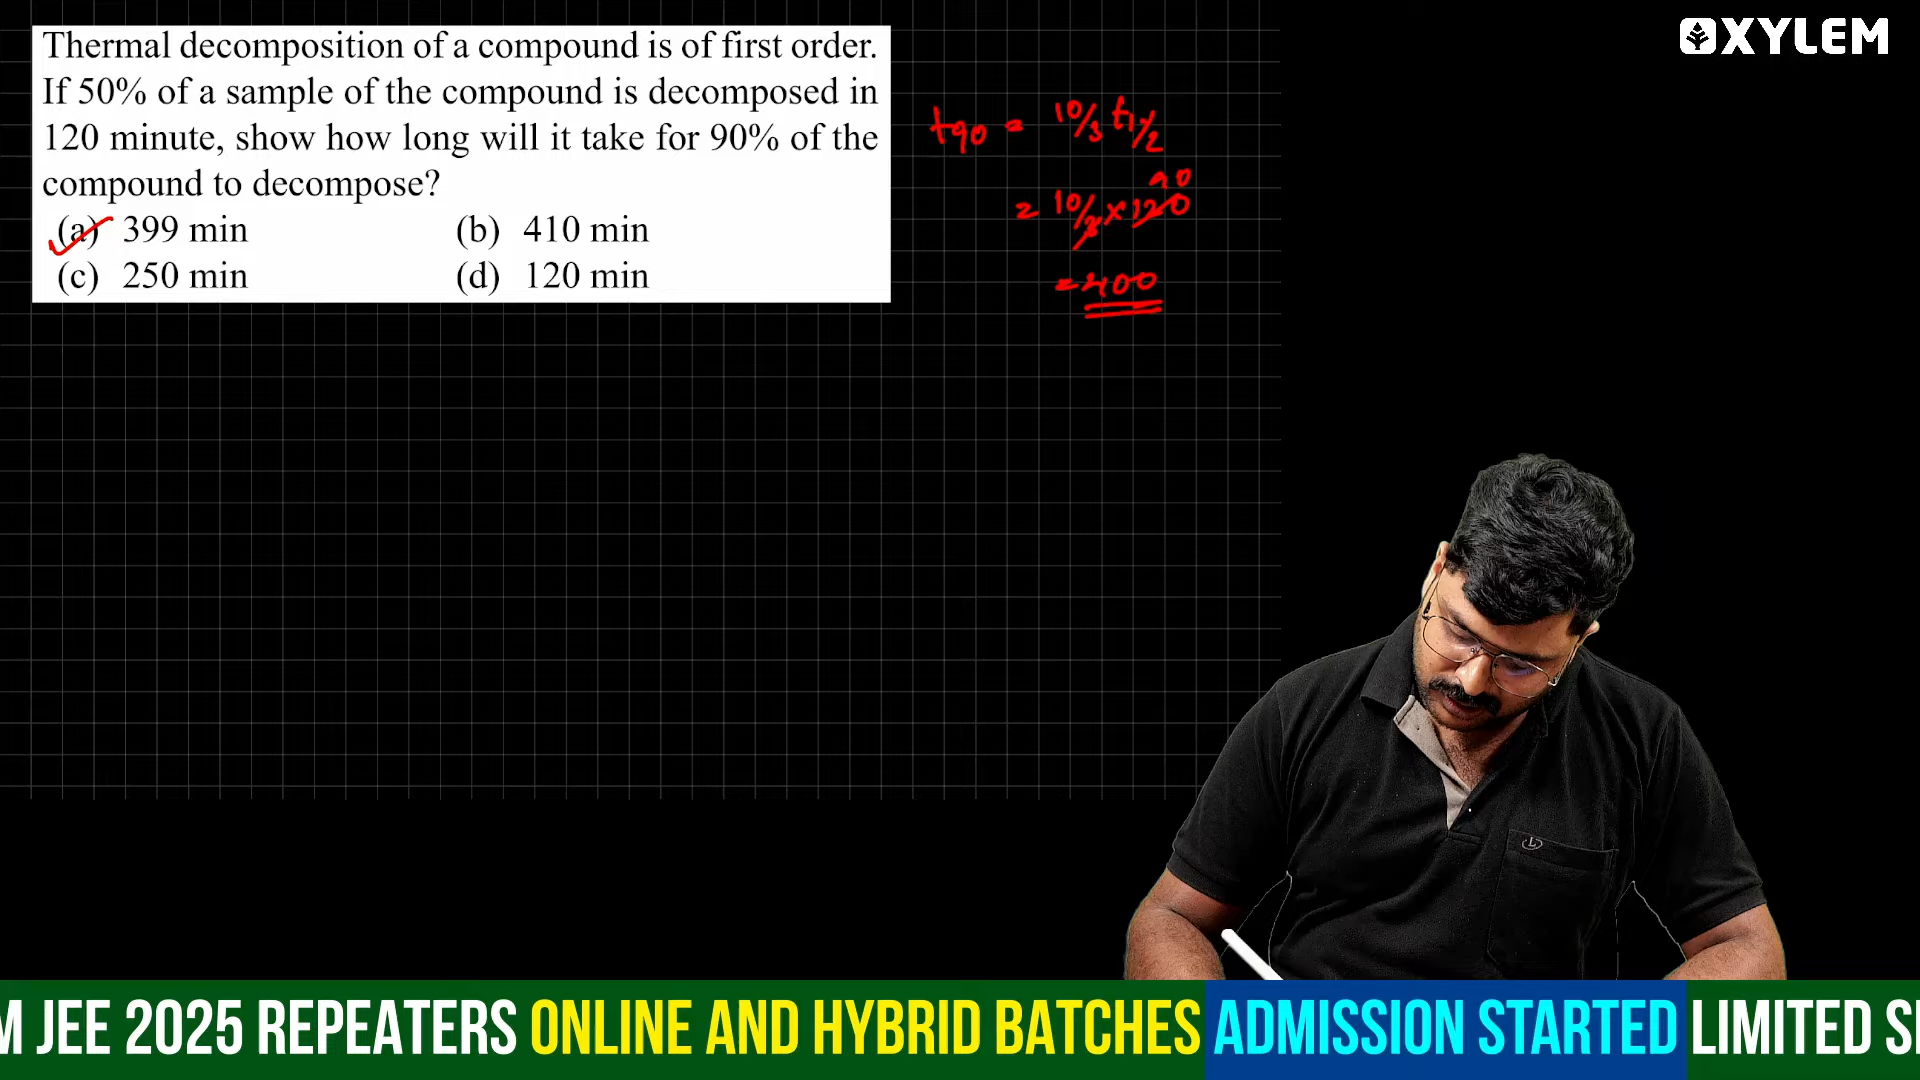 Thermal decomposition of a compound is of first order.
If 50% of a sample of the compound is decomposed in
120 minute, show how long will it take for 90% of the
compound to decompose?
(a) 399 min (b) 410 min
(c) 250 min (d) 120 min
t90 = 10/3 t1/2
= 10/3 × 120
40
= 400
XYLEM
M JEE 2025 REPEATERS ONLINE AND HYBRID BATCHES ADMISSION STARTED LIMITED S